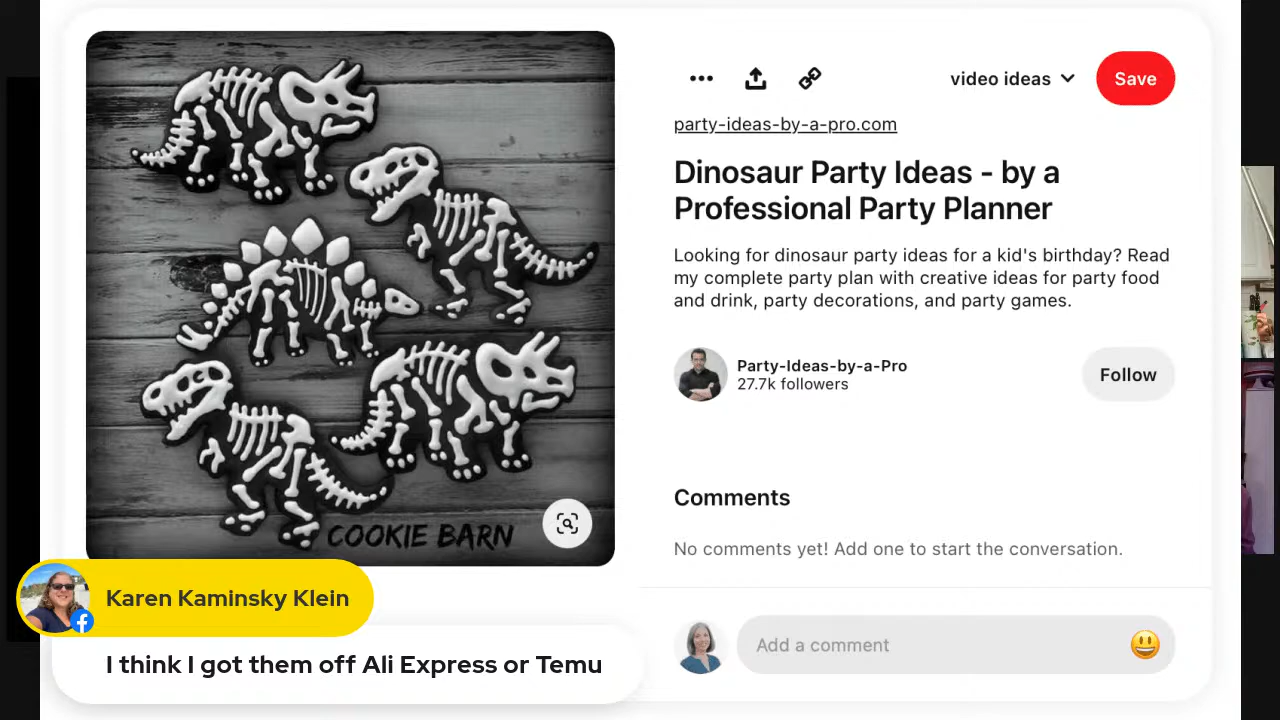 video ideas
Save
party-ideas-by-a-pro.com
Dinosaur Party Ideas - by a
Professional Party Planner
Looking for dinosaur party ideas for a kid's birthday? Read
my complete party plan with creative ideas for party food
and drink, party decorations, and party games.
Party-Ideas-by-a-Pro
27.7k followers
Follow
Comments
No comments yet! Add one to start the conversation.
Add a comment
COOKIE BARN
Karen Kaminsky Klein
I think I got them off Ali Express or Temu